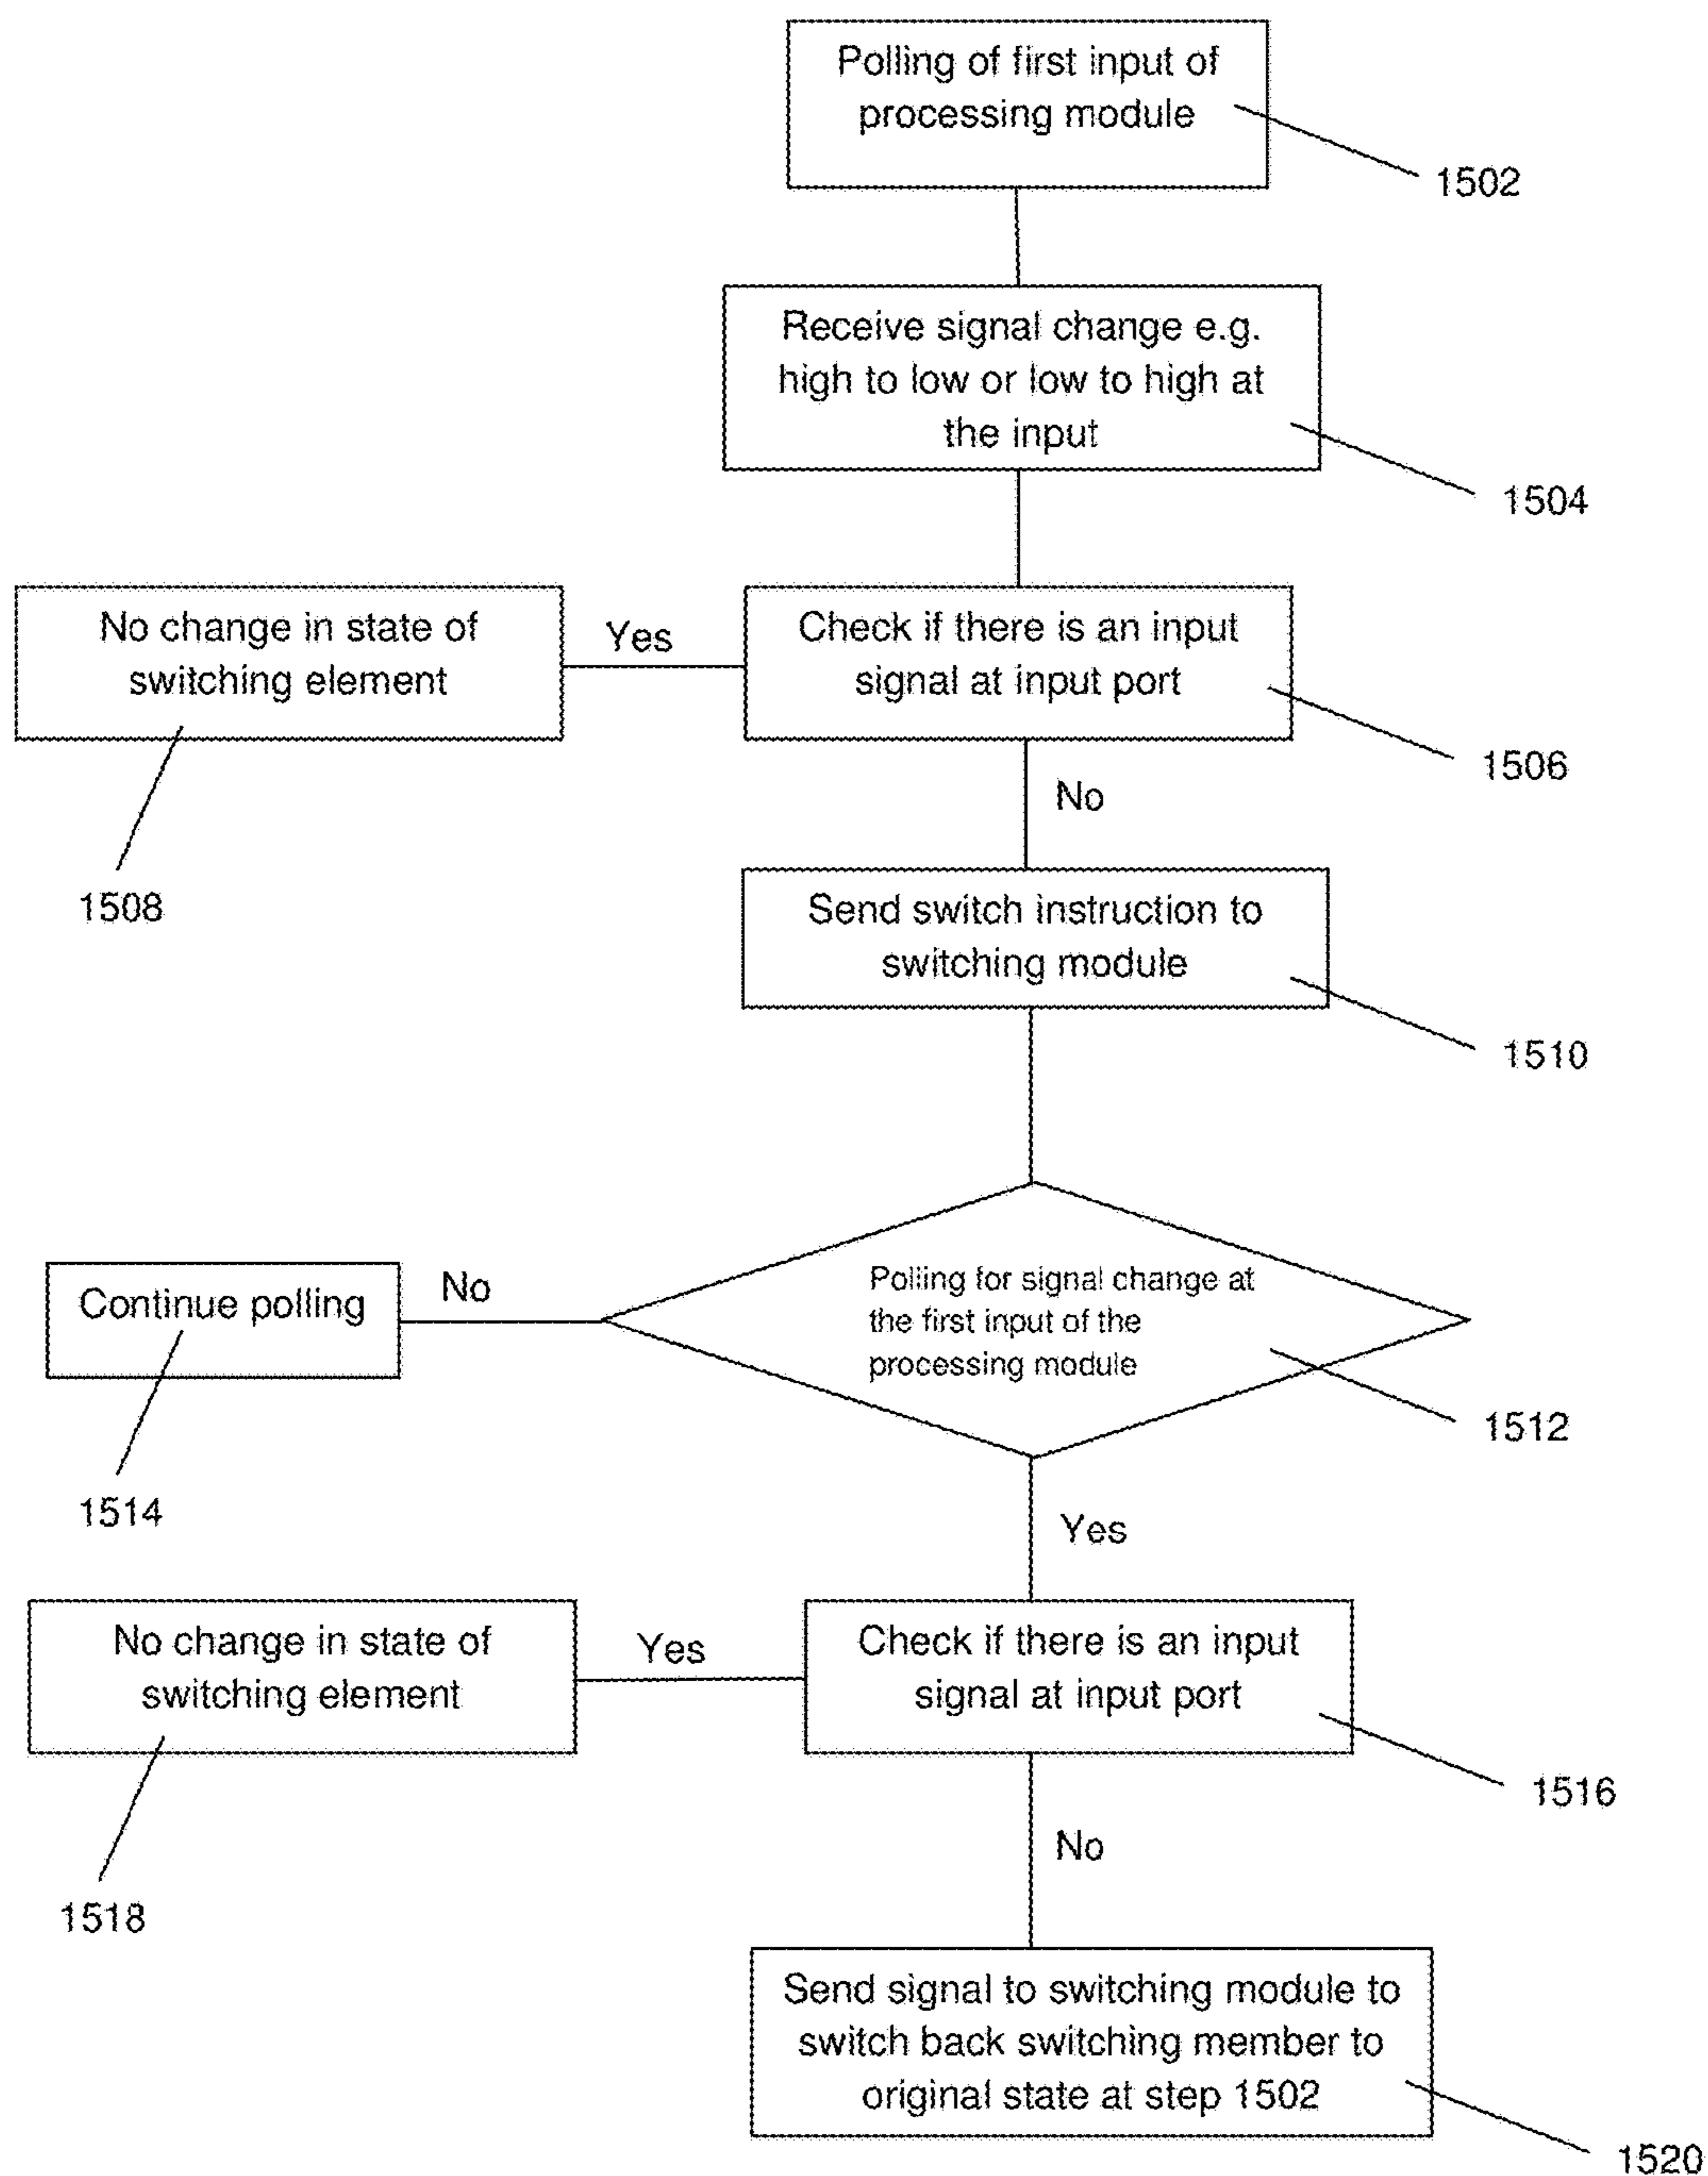 Polling of first input of
processing module
1502
Receive signal change e.g.
high to low or low to high at
the input
1504
No change in state of
switching element
Yes
Check if there is an input
signal at input port
1506
1508
No
Send switch instruction to
switching module
1510
Continue polling
No
Polling for signal change at
the first input of the
processing module
1512
1514
Yes
No change in state of
switching element
Yes
Check if there is an input
signal at input port
1516
1518
No
Send signal to switching module to
switch back switching member to
original state at step 1502
1520